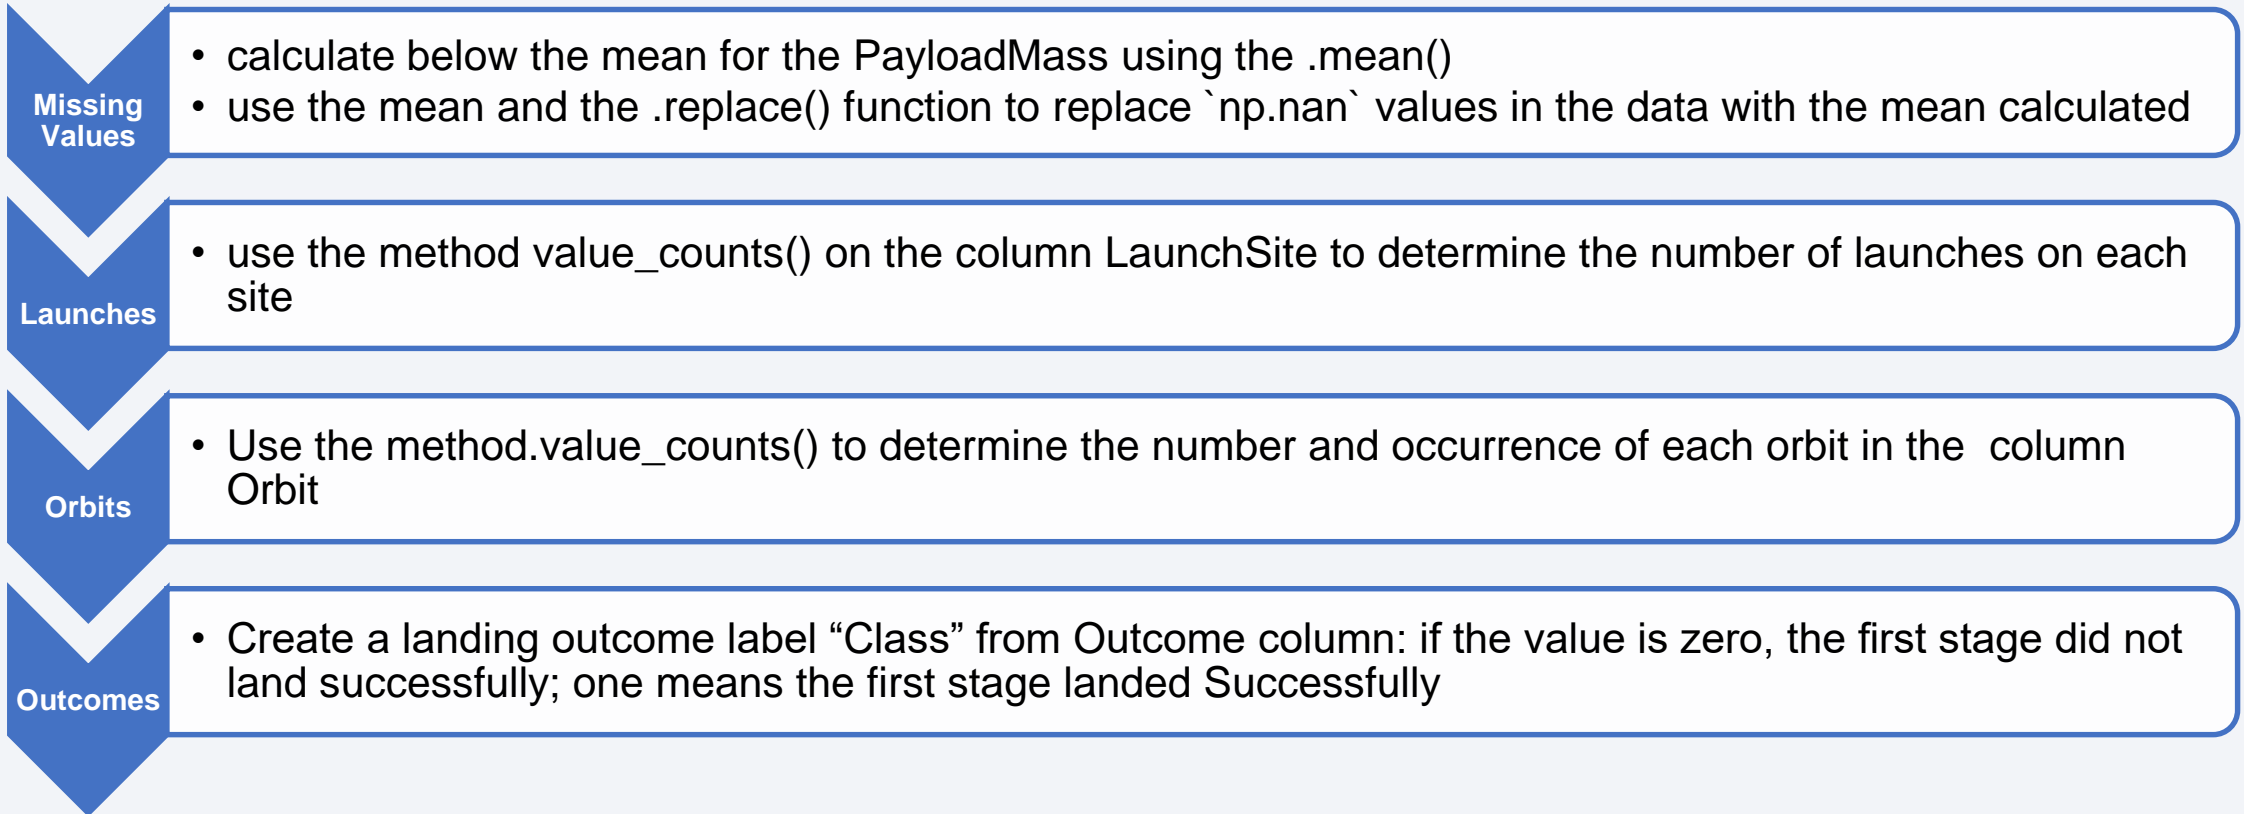 Missing
Values
• calculate below the mean for the PayloadMass using the .mean()
• use the mean and the .replace() function to replace `np.nan` values in the data with the mean calculated
Launches
• use the method value_counts() on the column LaunchSite to determine the number of launches on each
site
Orbits
• Use the method.value_counts() to determine the number and occurrence of each orbit in the  column
Orbit
Outcomes
• Create a landing outcome label “Class” from Outcome column: if the value is zero, the first stage did not
land successfully; one means the first stage landed Successfully